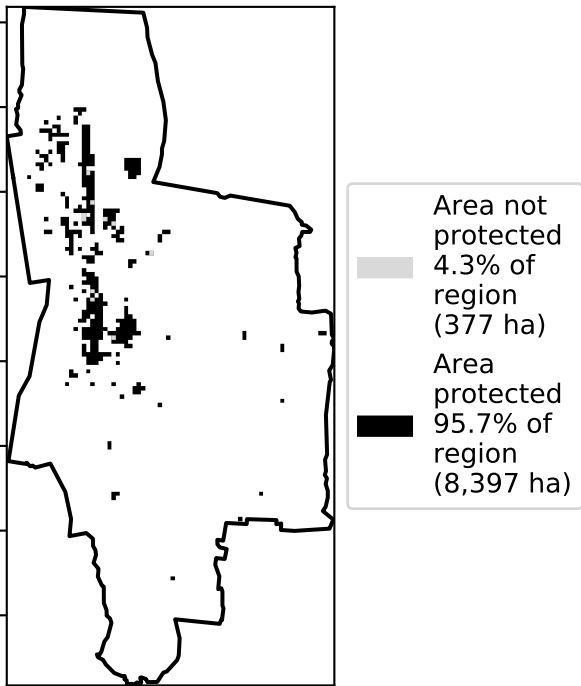 Area not
protected
4.3% of
region
(377 ha)
Area
protected
95.7% of
region
(8,397 ha)